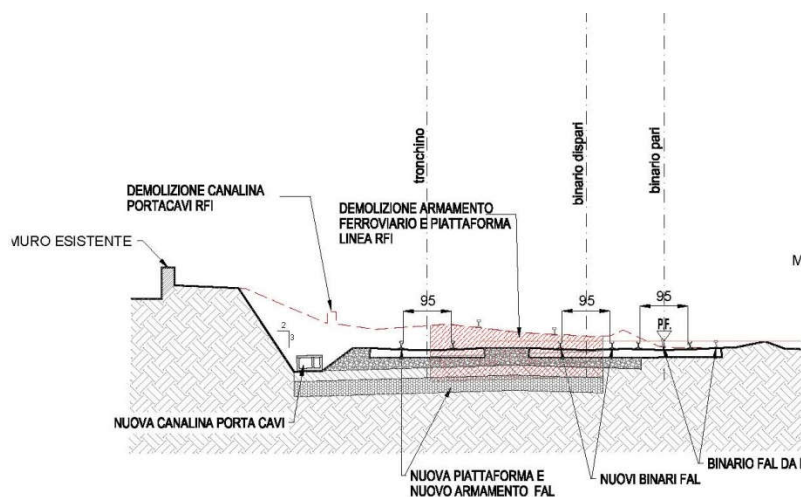 tronchino
binario dispari
binario pari
DEMOLIZIONE CANALINA
PORTACAVI RFI
DEMOLIZIONE ARMAMENTO
FERROVIARIO E PIATTAFORMA
LINEA RFI
MURO ESISTENTE
M
95
95
95
P.F.
2
3
NUOVA CANALINA PORTA CAVI
NUOVA PIATTAFORMA E
NUOVO ARMAMENTO FAL
NUOVI BINARI FAL
BINARIO FAL DA